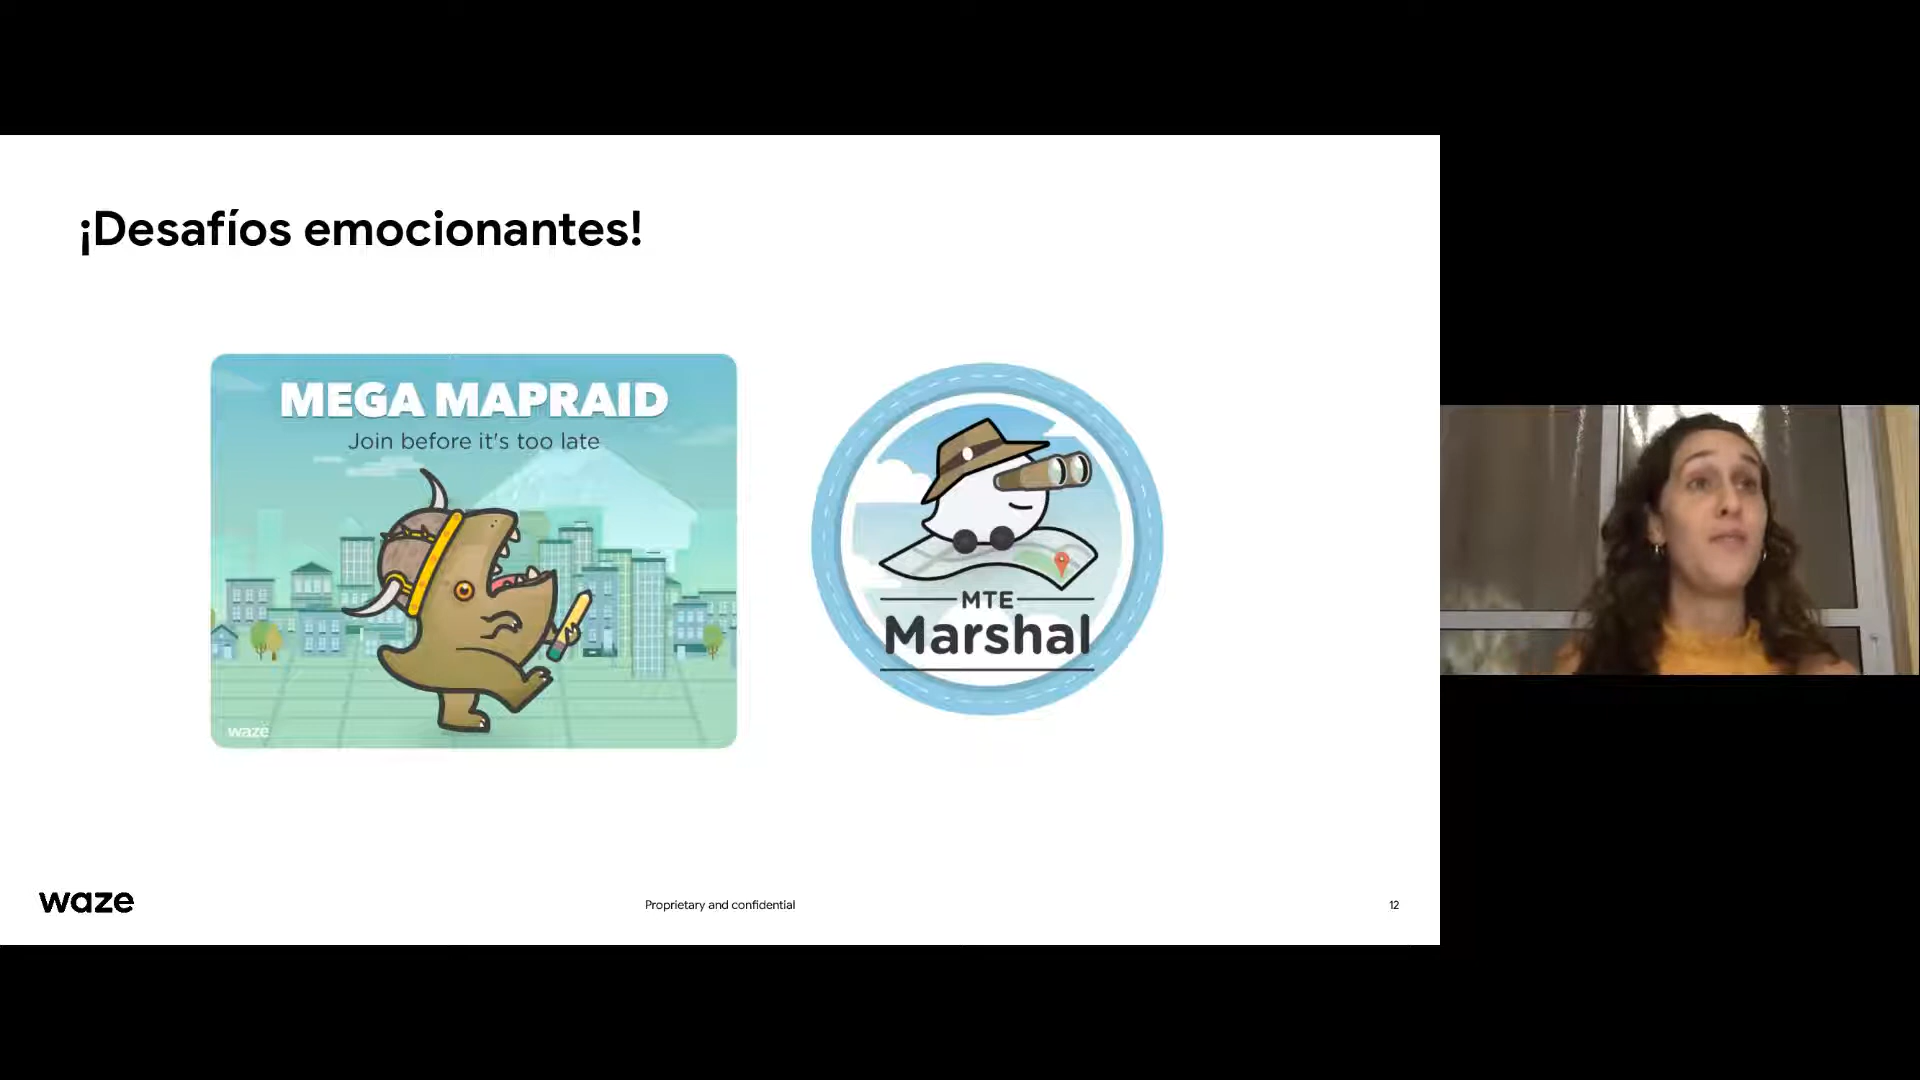 ¡Desafíos emocionantes!
MEGA MAPRAID
Join before it's too late
waze
MTE
Marshal
waze
Proprietary and confidential
12